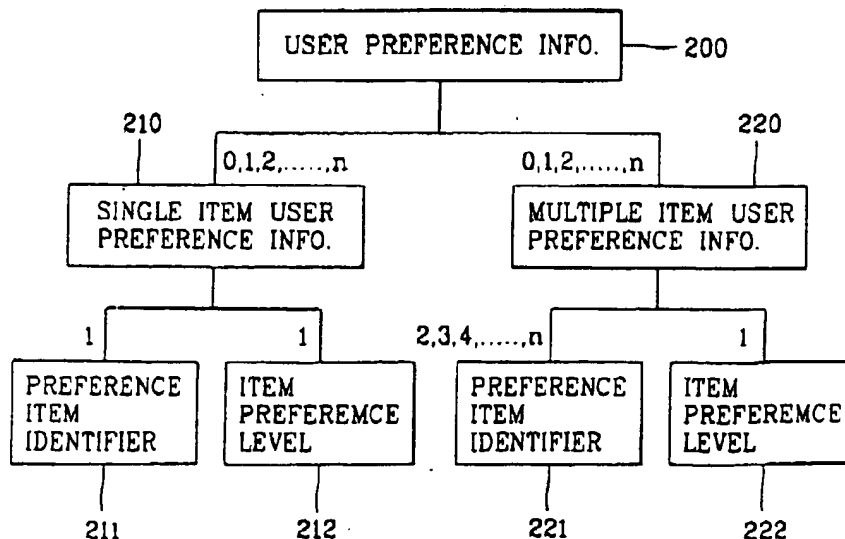 USER PREFERENCE INFO.
200
210
220
0,1,2,.....,n
0,1,2,.....,n
SINGLE ITEM USER
PREFERENCE INFO.
MULTIPLE ITEM USER
PREFERENCE INFO.
1
1
2,3,4,.....,n
1
PREFERENCE
ITEM
IDENTIFIER
ITEM
PREFEREMCE
LEVEL
PREFERENCE
ITEM
IDENTIFIER
ITEM
PREFEREMCE
LEVEL
211
212
221
222